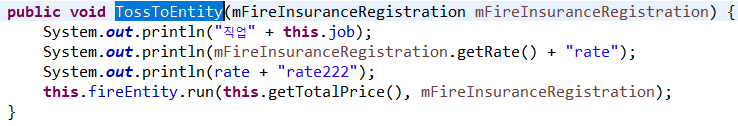 public void TossToEntity(mFireInsuranceRegistration mFireInsuranceRegistration) {
System.out.println("직업" + this.job);
System.out.println(mFireInsuranceRegistration.getRate() + "rate");
System.out.println(rate + "rate222");
this.fireEntity.run(this.getTotalPrice(), mFireInsuranceRegistration);
}